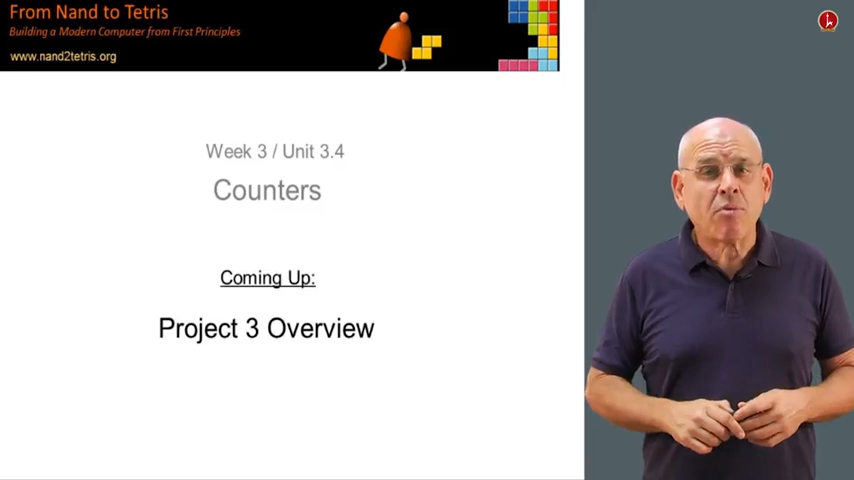 From Nand to Tetris
Building a Modern Computer from First Principles
www.nand2tetris.org
Week 3 / Unit 3.4
Counters
Coming Up:
Project 3 Overview